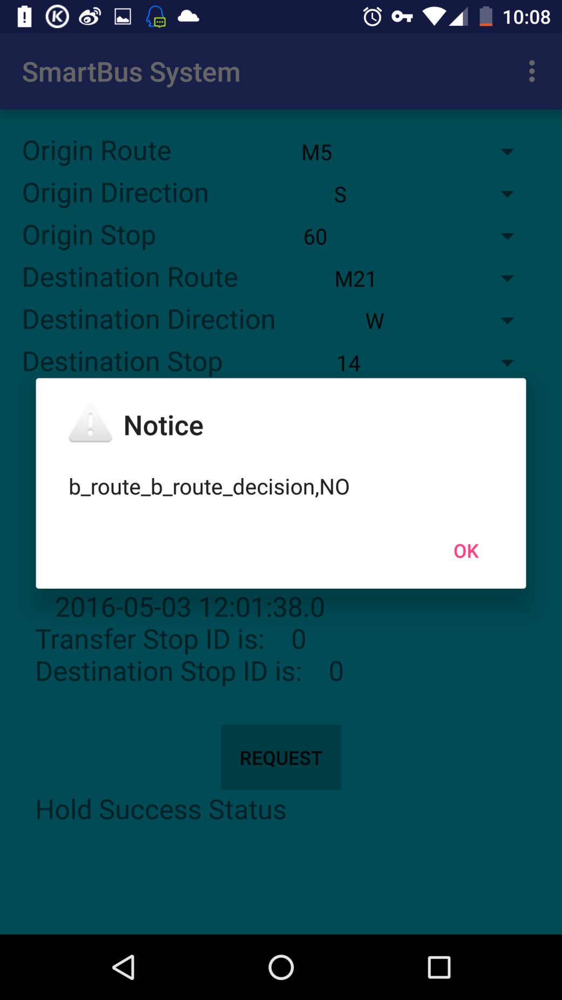 10:08
SmartBus System
Origin Route M5
Origin Direction S
Origin Stop 60
Destination Route M21
Destination Direction W
Destination Stop 14
Notice
b_route_b_route_decision,NO
OK
2016-05-03 12:01:38.0
Transfer Stop ID is: 0
Destination Stop ID is: 0
REQUEST
Hold Success Status